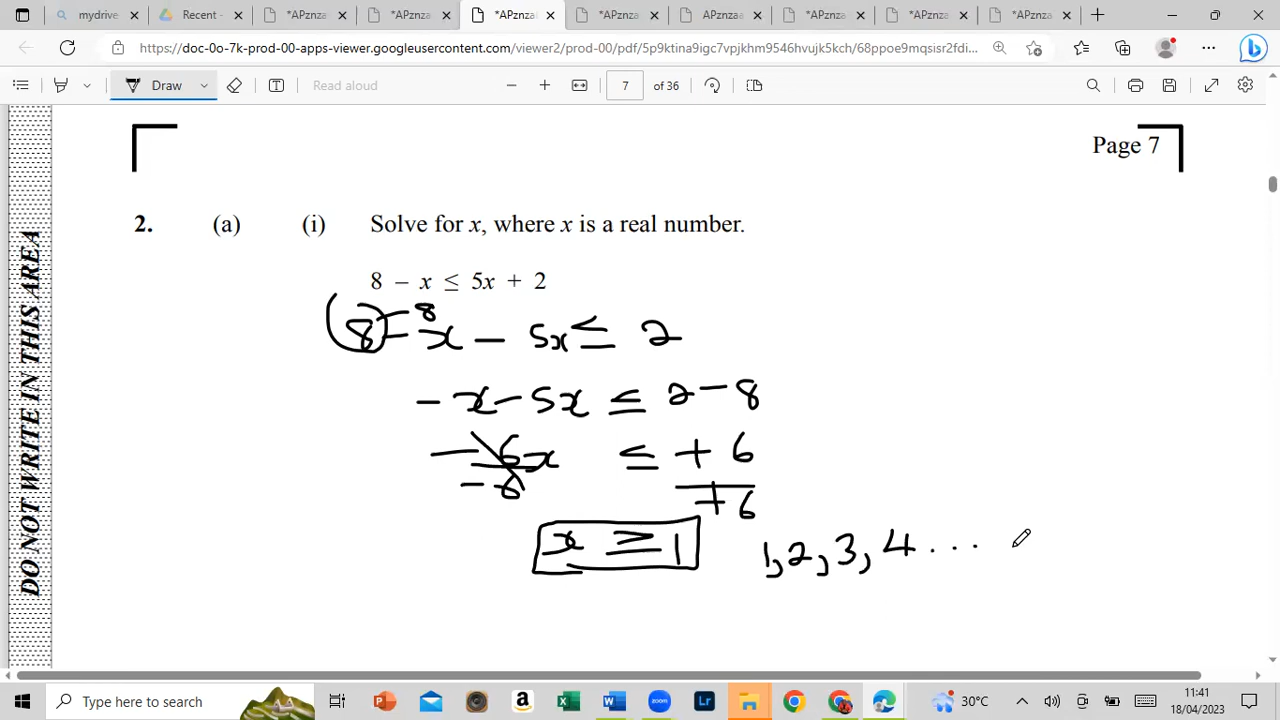 mydrive
Recent -
*APznza
*APznza
*APznza
*APznza
APnzaε
*APznza
*APznza
*APznza
https://doc-0o-7k-prod-00-apps-viewer.googleusercontent.com/viewer2/prod-00/pdf/5p9ktina9igc7vpjkhm9546hvujk5kch/68ppoe9mqsisr2fdi...
Draw
Read aloud
7 of 36
Page 7
DO NOT WRITE IN THIS AREA
2. (a) (i) Solve for x, where x is a real number.
8 – x ≤ 5x + 2
8
8 – x – 5x ≤ 2
– x – 5x ≤ 2 – 8
– 6x ≤ + 6
– 6 + 6
x ≥ 1 1, 2, 3, 4 ...
Type here to search
30°C
11:41
18/04/2023